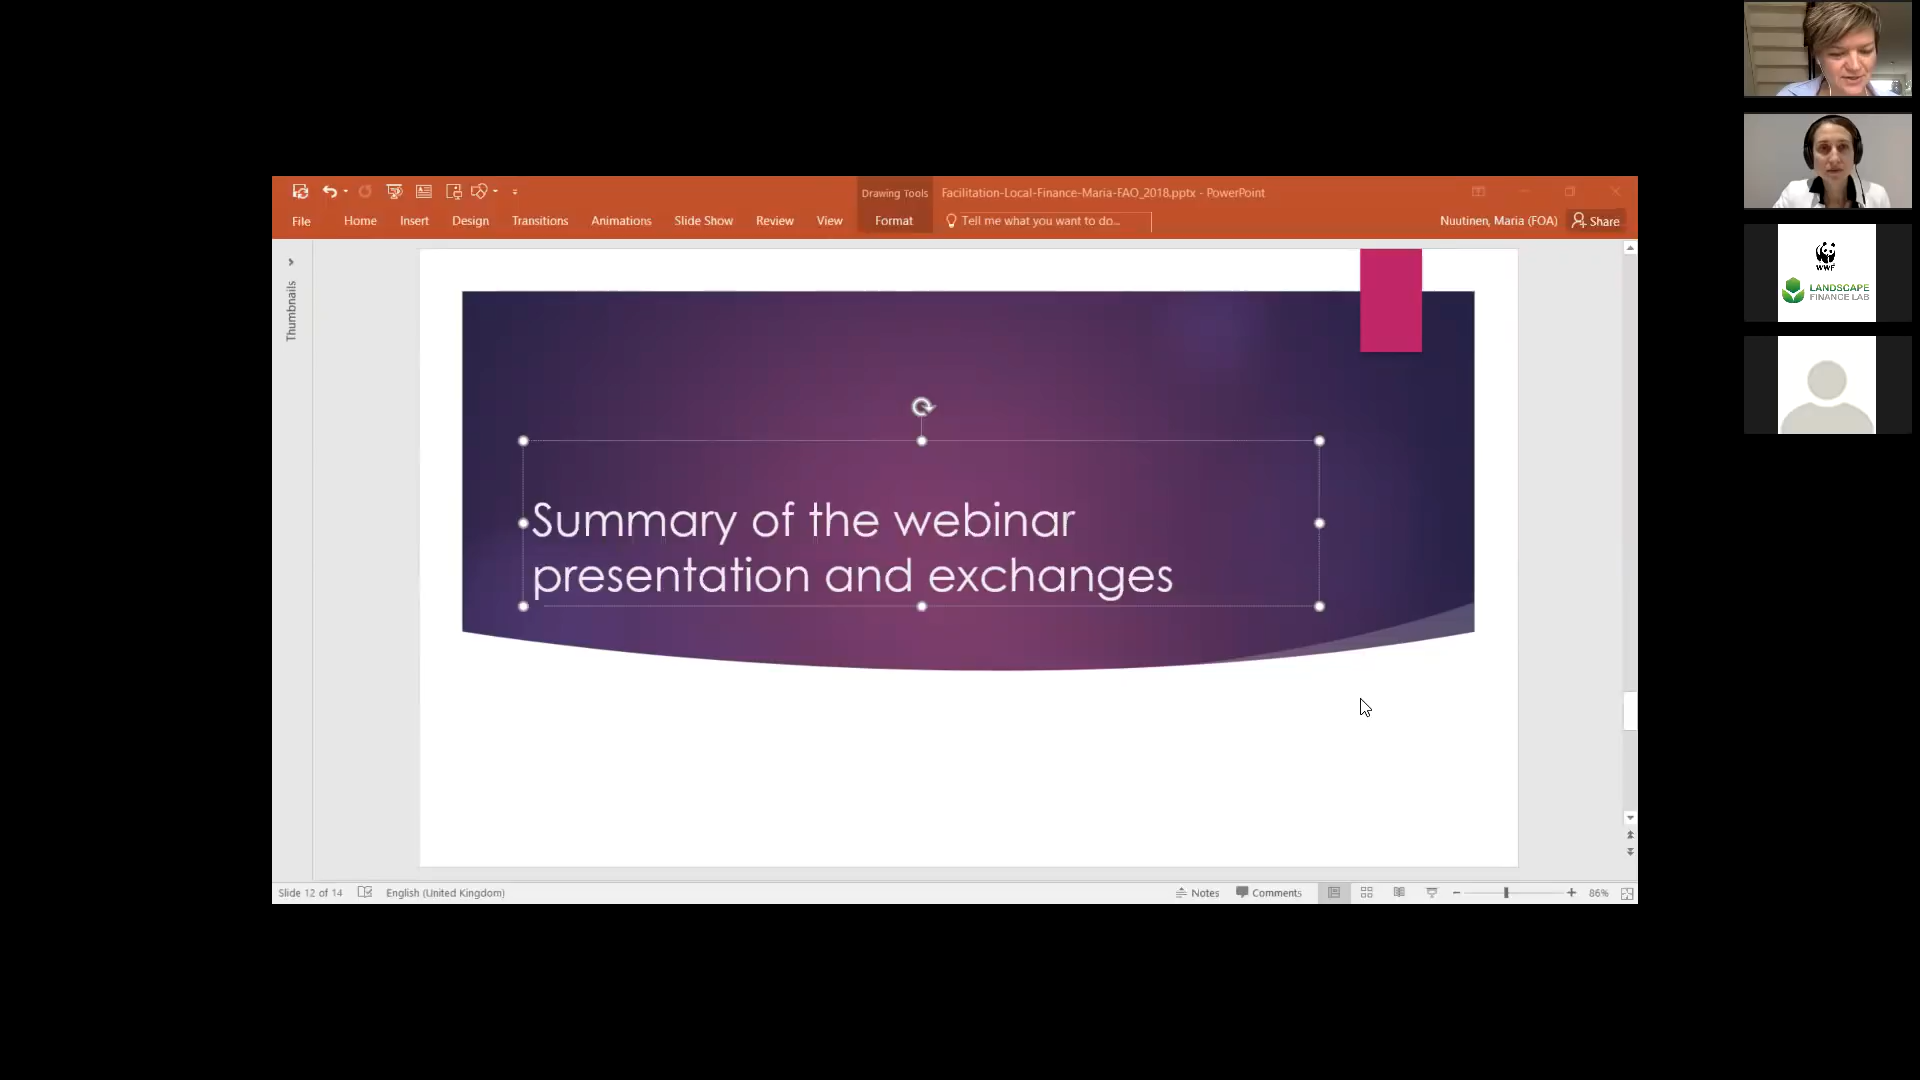 Drawing Tools
Facilitation-Local-Finance-Maria-FAO_2018.pptx - PowerPoint
File
Home
Insert
Design
Transitions
Animations
Slide Show
Review
View
Format
Tell me what you want to do...
Nuutinen, Maria (FOA)
Share
Thumbnails
Summary of the webinar
presentation and exchanges
Slide 12 of 14
English (United Kingdom)
Notes
Comments
86%
WWF
LANDSCAPE
FINANCE LAB